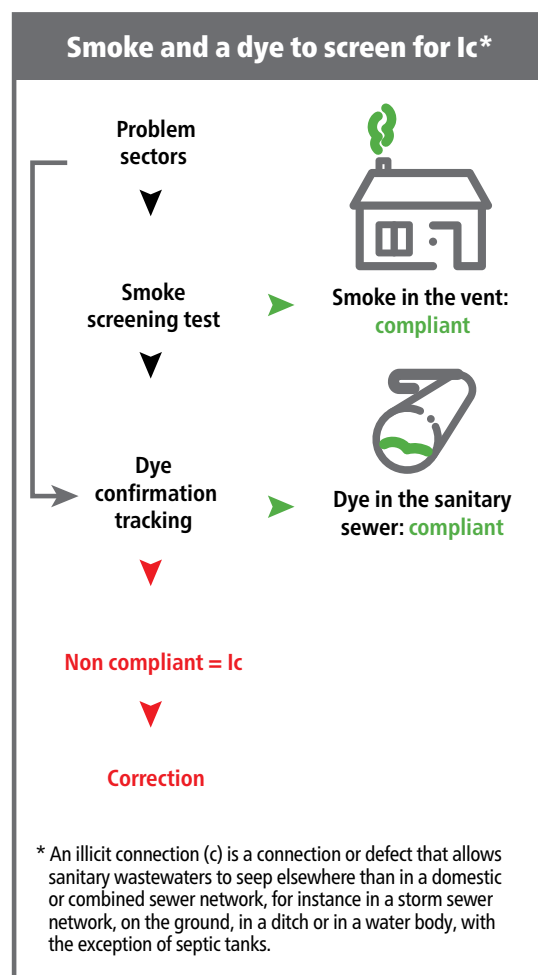 Smoke and a dye to screen for Ic*
Problem
sectors
Smoke
screening test
Smoke in the vent:
compliant
Dye
confirmation
tracking
Dye in the sanitary
sewer: compliant
Non compliant = Ic
Correction
* An illicit connection (c) is a connection or defect that allows
sanitary wastewaters to seep elsewhere than in a domestic
or combined sewer network, for instance in a storm sewer
network, on the ground, in a ditch or in a water body, with
the exception of septic tanks.